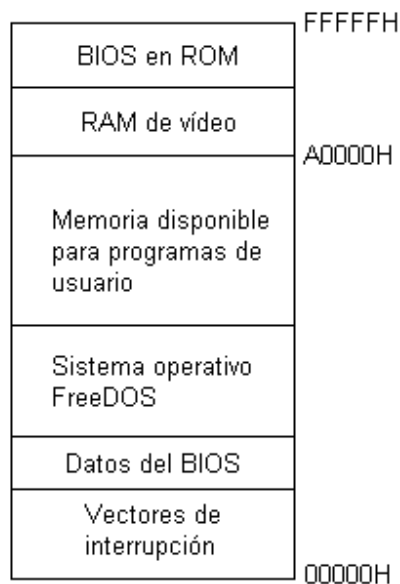 FFFFFH
BIOS en ROM
RAM de vídeo
A0000H
Memoria disponible
para programas de
usuario
Sistema operativo
FreeDOS
Datos del BIOS
Vectores de
interrupción
00000H